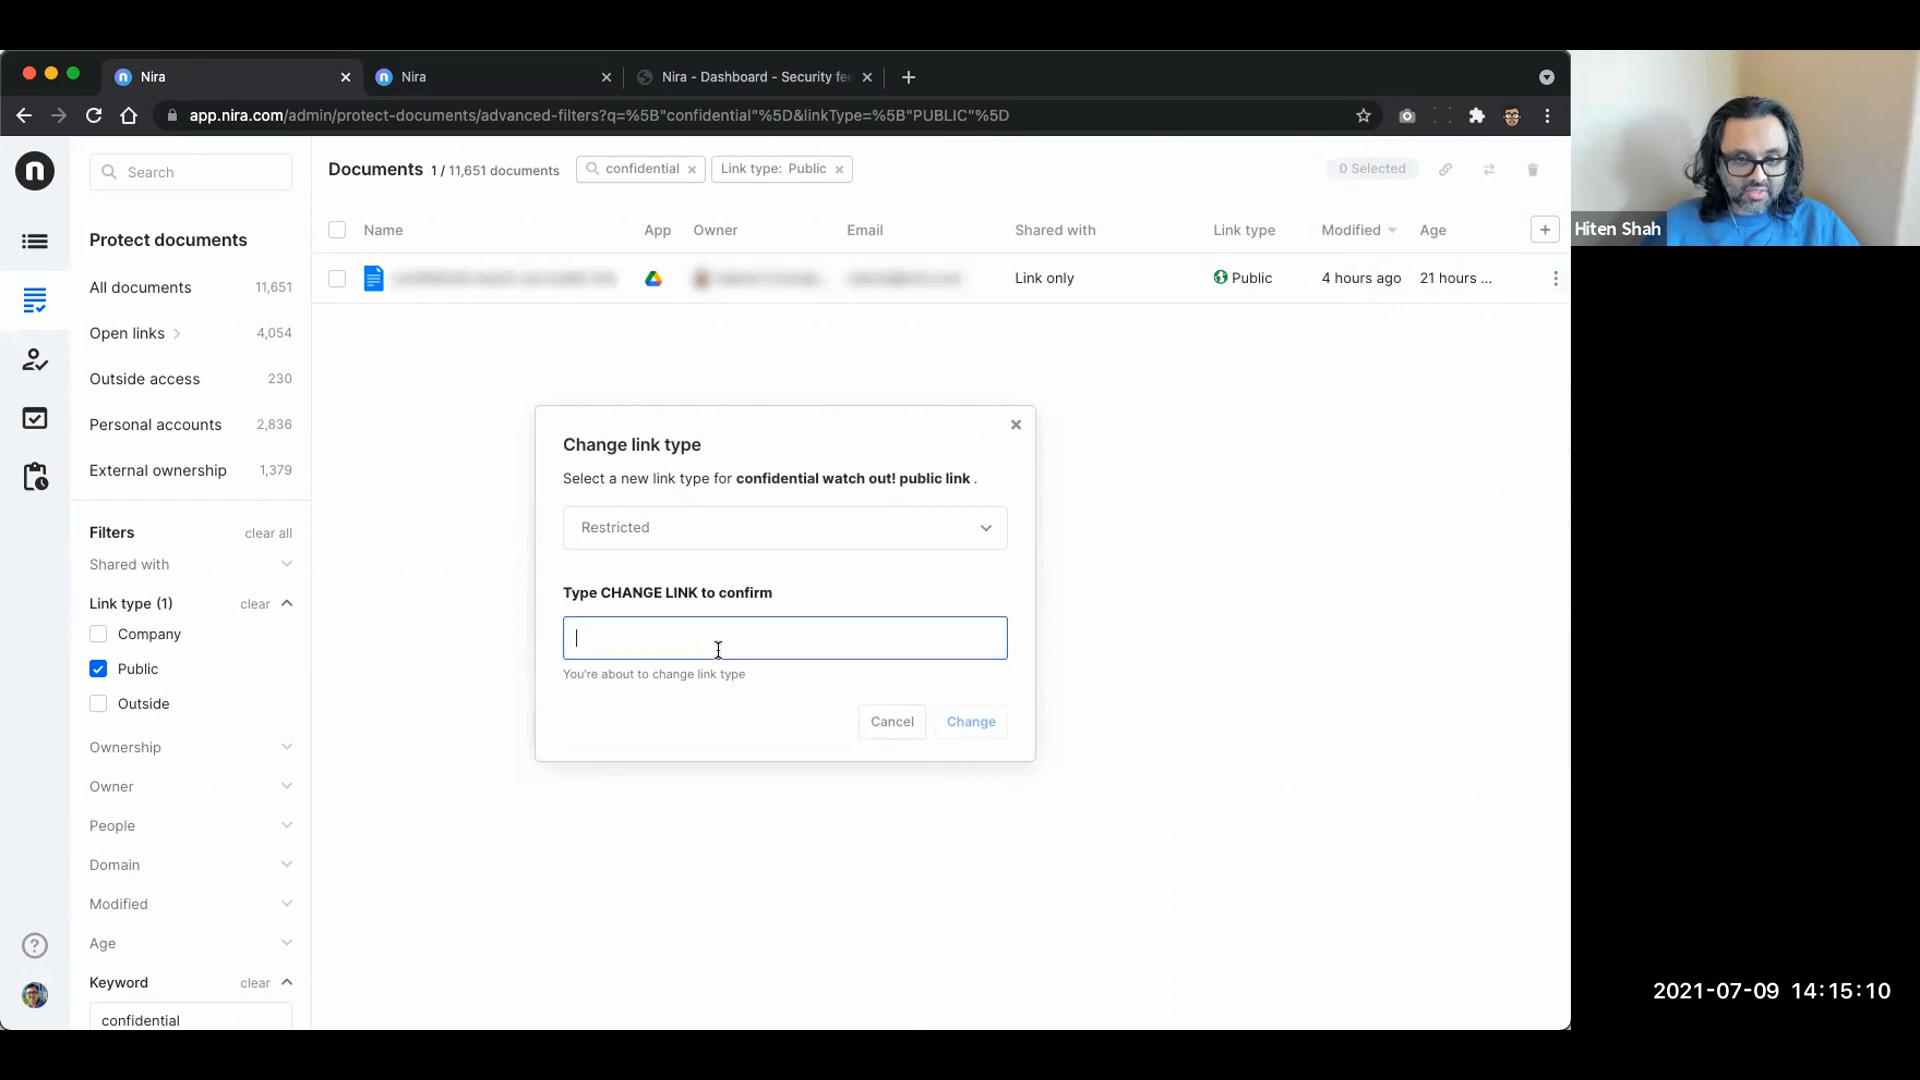 Nira
Nira
Nira - Dashboard - Security fe
app.nira.com/admin/protect-documents/advanced-filters?q=%5B"confidential"%5D&linkType=%5B"PUBLIC"%5D
Search
Documents 1 / 11,651 documents
confidential
Link type: Public
0 Selected
Hiten Shah
Protect documents
All documents 11,651
Open links 4,054
Outside access 230
Personal accounts 2,836
External ownership 1,379
Filters clear all
Shared with
Link type (1) clear
Company
Public
Outside
Ownership
Owner
People
Domain
Modified
Age
Keyword clear
confidential
Name App Owner Email Shared with Link type Modified Age
Link only Public 4 hours ago 21 hours ...
Change link type
Select a new link type for confidential watch out! public link .
Restricted
Type CHANGE LINK to confirm
You're about to change link type
Cancel Change
2021-07-09 14:15:10